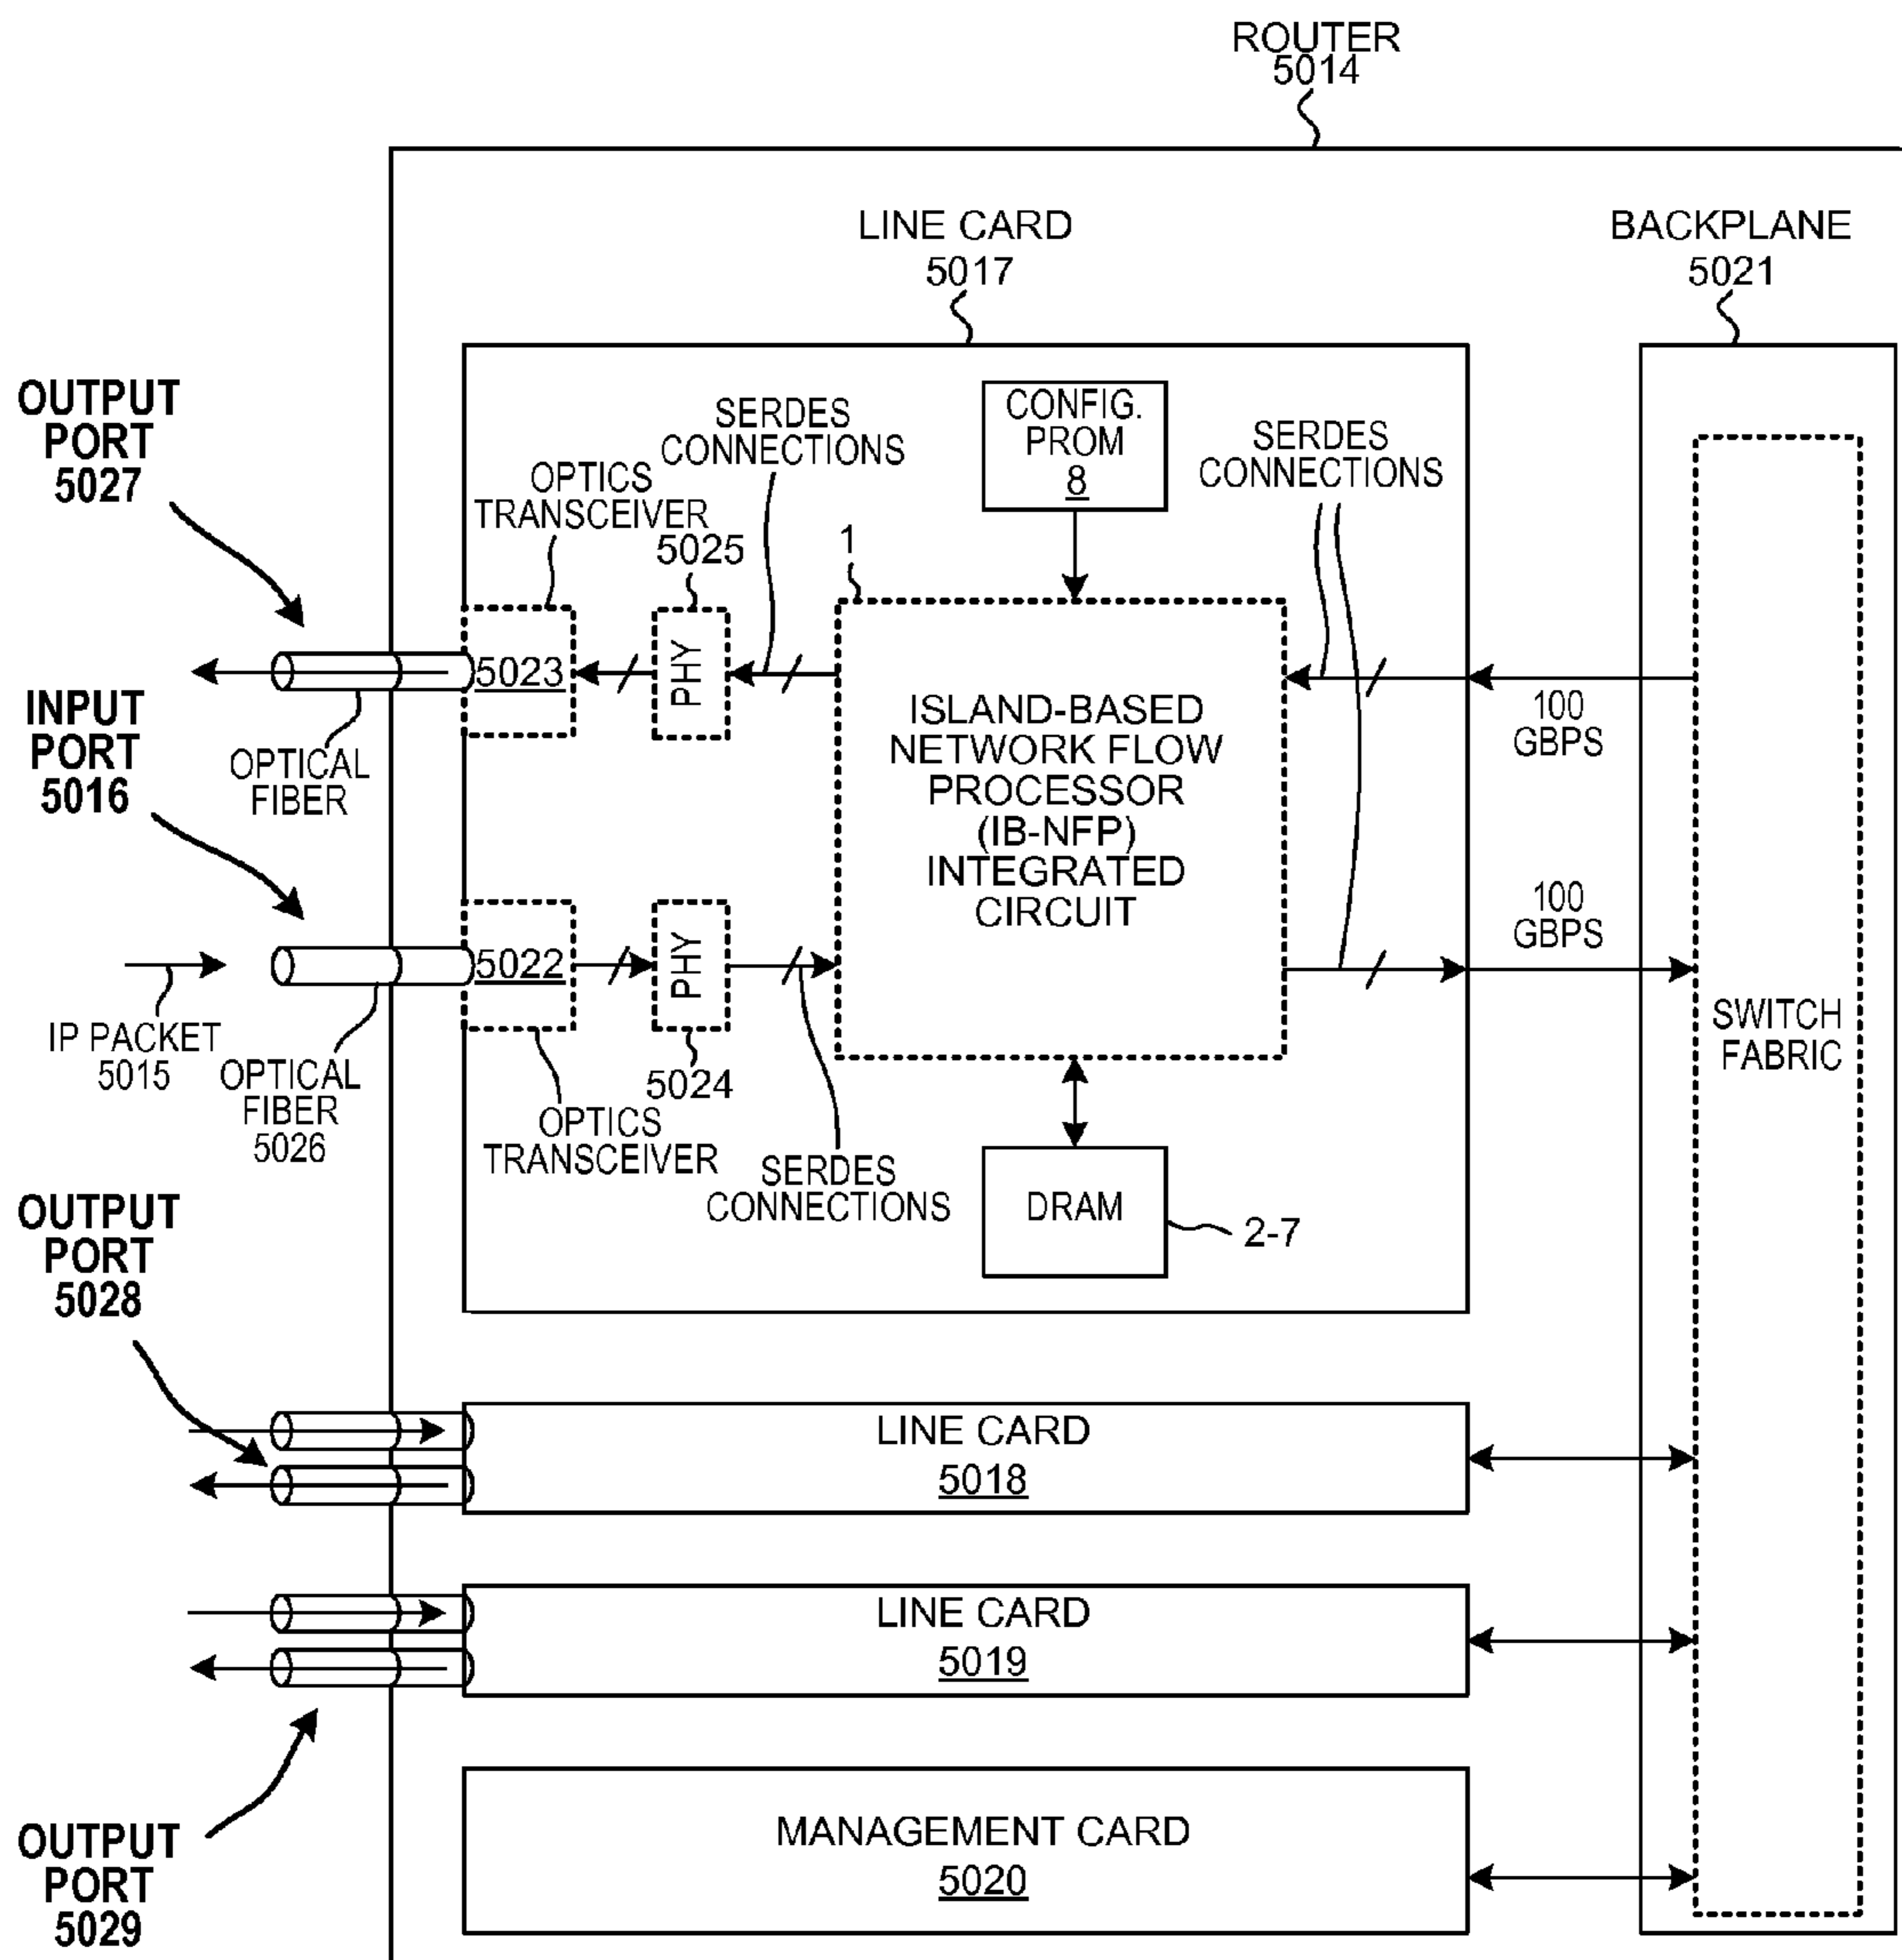 ROUTER
5014
LINE CARD
5017
BACKPLANE
5021
OUTPUT
PORT
5027
INPUT
PORT
5016
OPTICS
TRANSCEIVER
5025
SERDES
CONNECTIONS
CONFIG.
PROM
8
SERDES
CONNECTIONS
1
5023
PHY
OPTICAL
FIBER
ISLAND-BASED
NETWORK FLOW
PROCESSOR
(IB-NFP)
INTEGRATED
CIRCUIT
100
GBPS
100
GBPS
5022
PHY
IP PACKET
5015
OPTICAL
FIBER
5026
5024
OPTICS
TRANSCEIVER
SERDES
CONNECTIONS
DRAM
2-7
SWITCH
FABRIC
OUTPUT
PORT
5028
LINE CARD
5018
LINE CARD
5019
OUTPUT
PORT
5029
MANAGEMENT CARD
5020